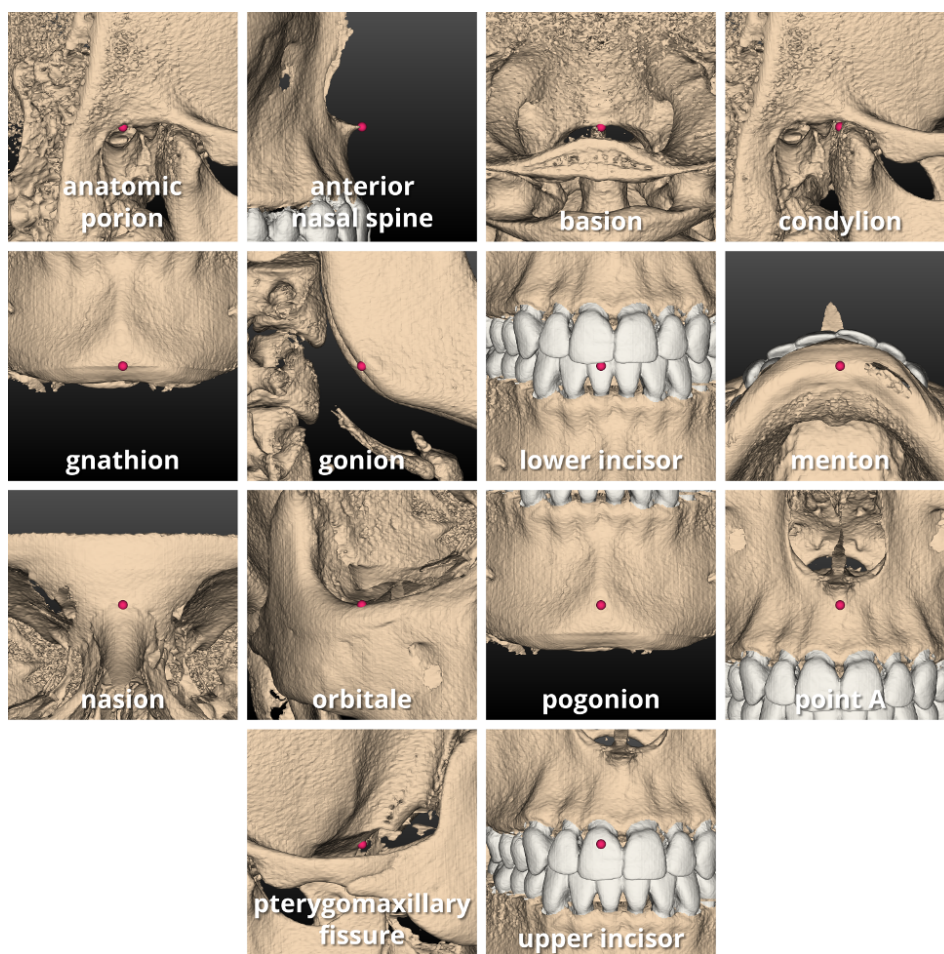 anatomic
porion
anterior
nasal spine
basion
condylion
gnathion
gonion
lower incisor
menton
nasion
orbitale
pogonion
point A
pterygomaxillary
fissure
upper incisor